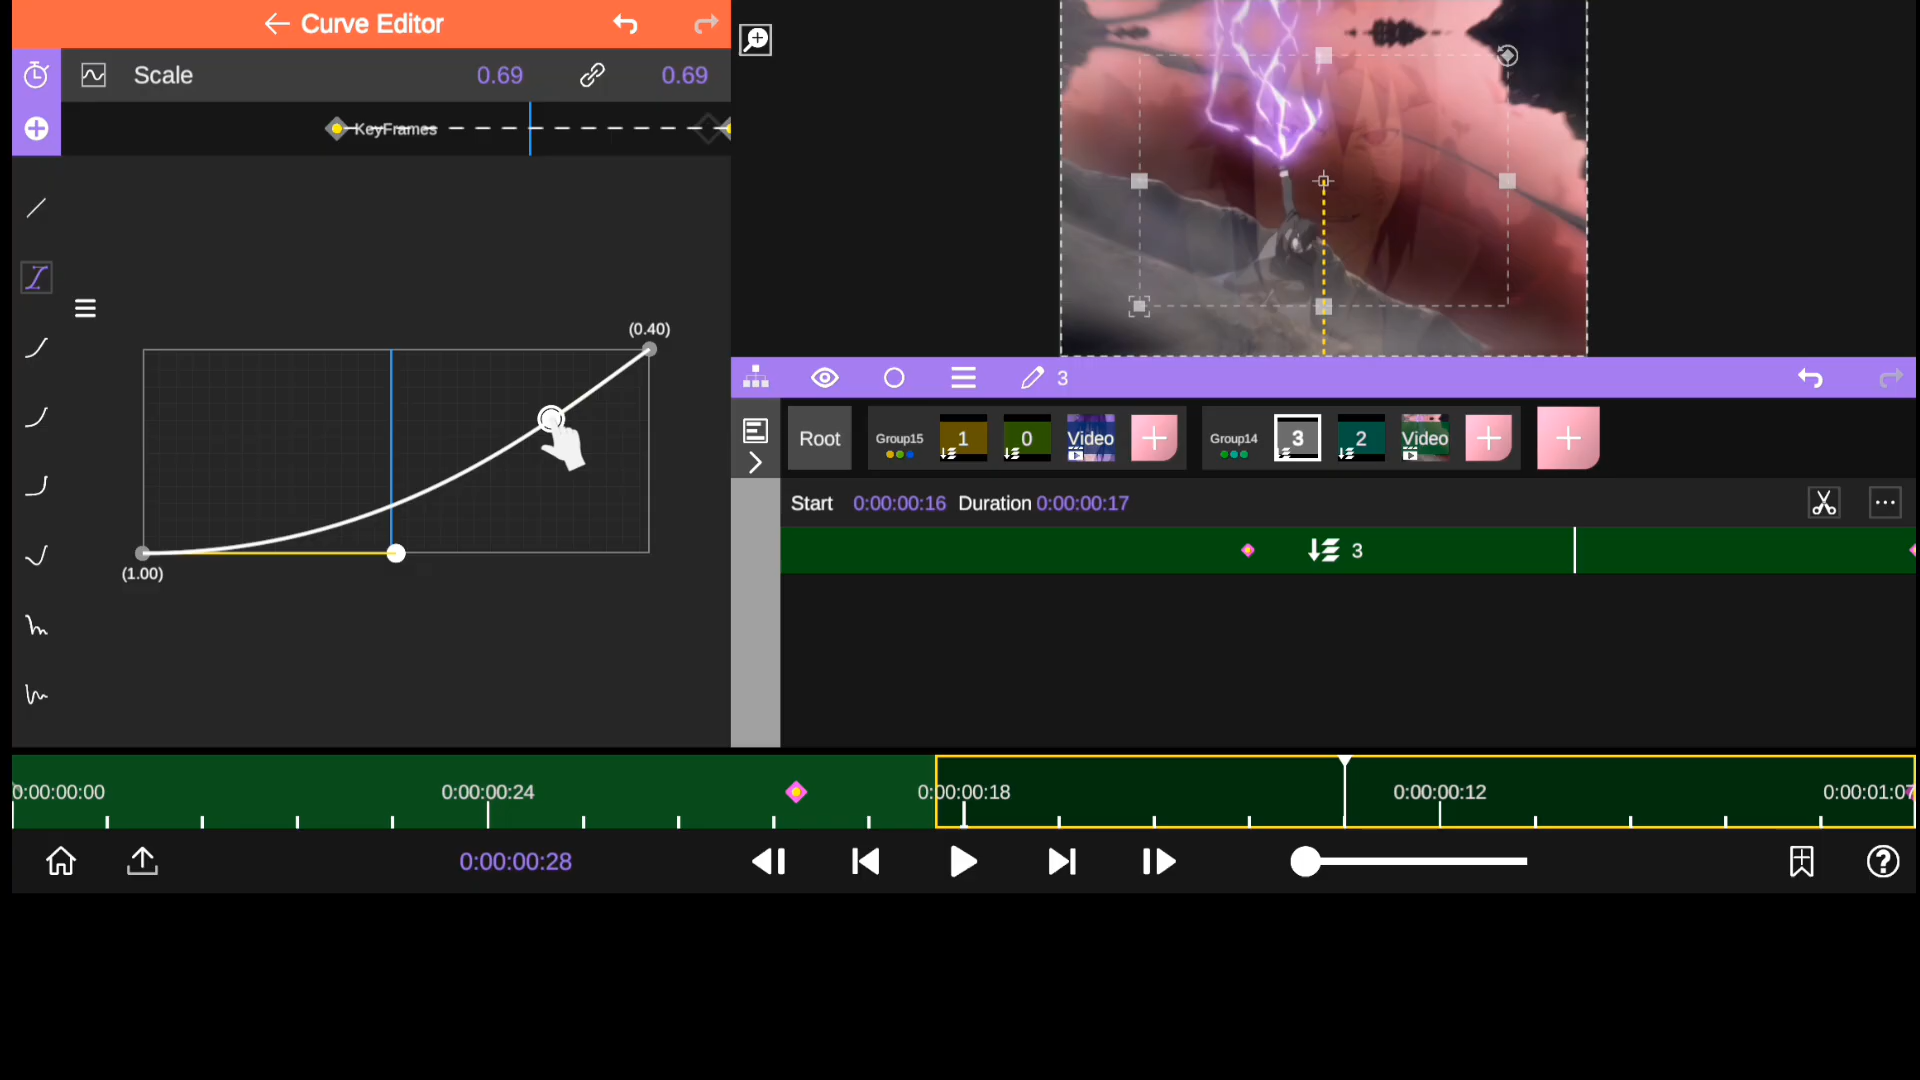 Curve Editor
Scale 0.69 0.69
KeyFrames
(0.40)
(1.00)
3
Root Group15 1 0 Video Group14 3 2 Video
Start 0:00:00:16 Duration 0:00:00:17
3
0:00:00:00 0:00:00:24 0:00:00:18 0:00:00:12 0:00:01:07
0:00:00:28